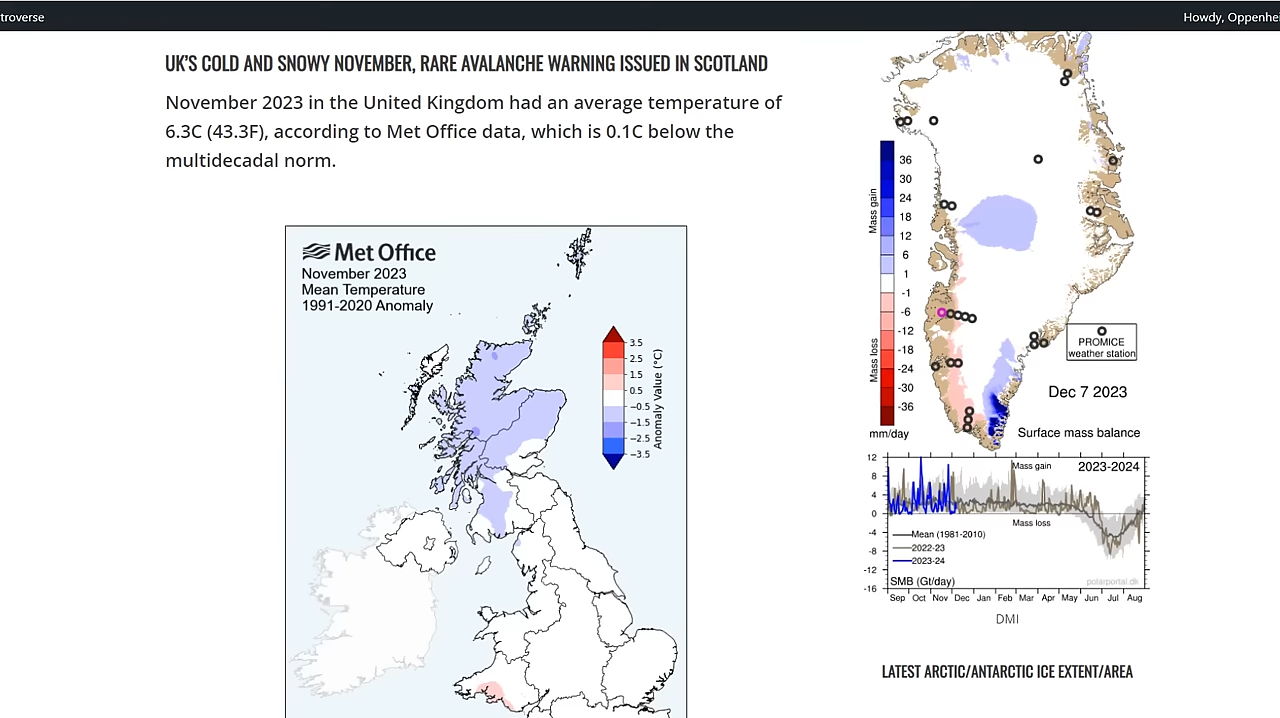 troverse
Howdy, Oppenhei
UK'S COLD AND SNOWY NOVEMBER, RARE AVALANCHE WARNING ISSUED IN SCOTLAND
November 2023 in the United Kingdom had an average temperature of
6.3C (43.3F), according to Met Office data, which is 0.1C below the
multidecadal norm.
Met Office
November 2023
Mean Temperature
1991-2020 Anomaly
3.5
2.5
1.5
0.5
−0.5
−1.5
−2.5
−3.5
Anomaly Value (°C)
Mass gain
36
30
24
18
12
6
1
-1
-6
-12
-18
-24
-30
-36
Mass loss
mm/day
PROMICE
weather station
Dec 7 2023
Surface mass balance
12
8
4
0
-4
-8
-12
-16
Mass gain
2023-2024
Mass loss
Mean (1981-2010)
2022-23
2023-24
SMB (Gt/day)
polarportal.dk
Sep Oct Nov Dec Jan Feb Mar Apr May Jun Jul Aug
DMI
LATEST ARCTIC/ANTARCTIC ICE EXTENT/AREA